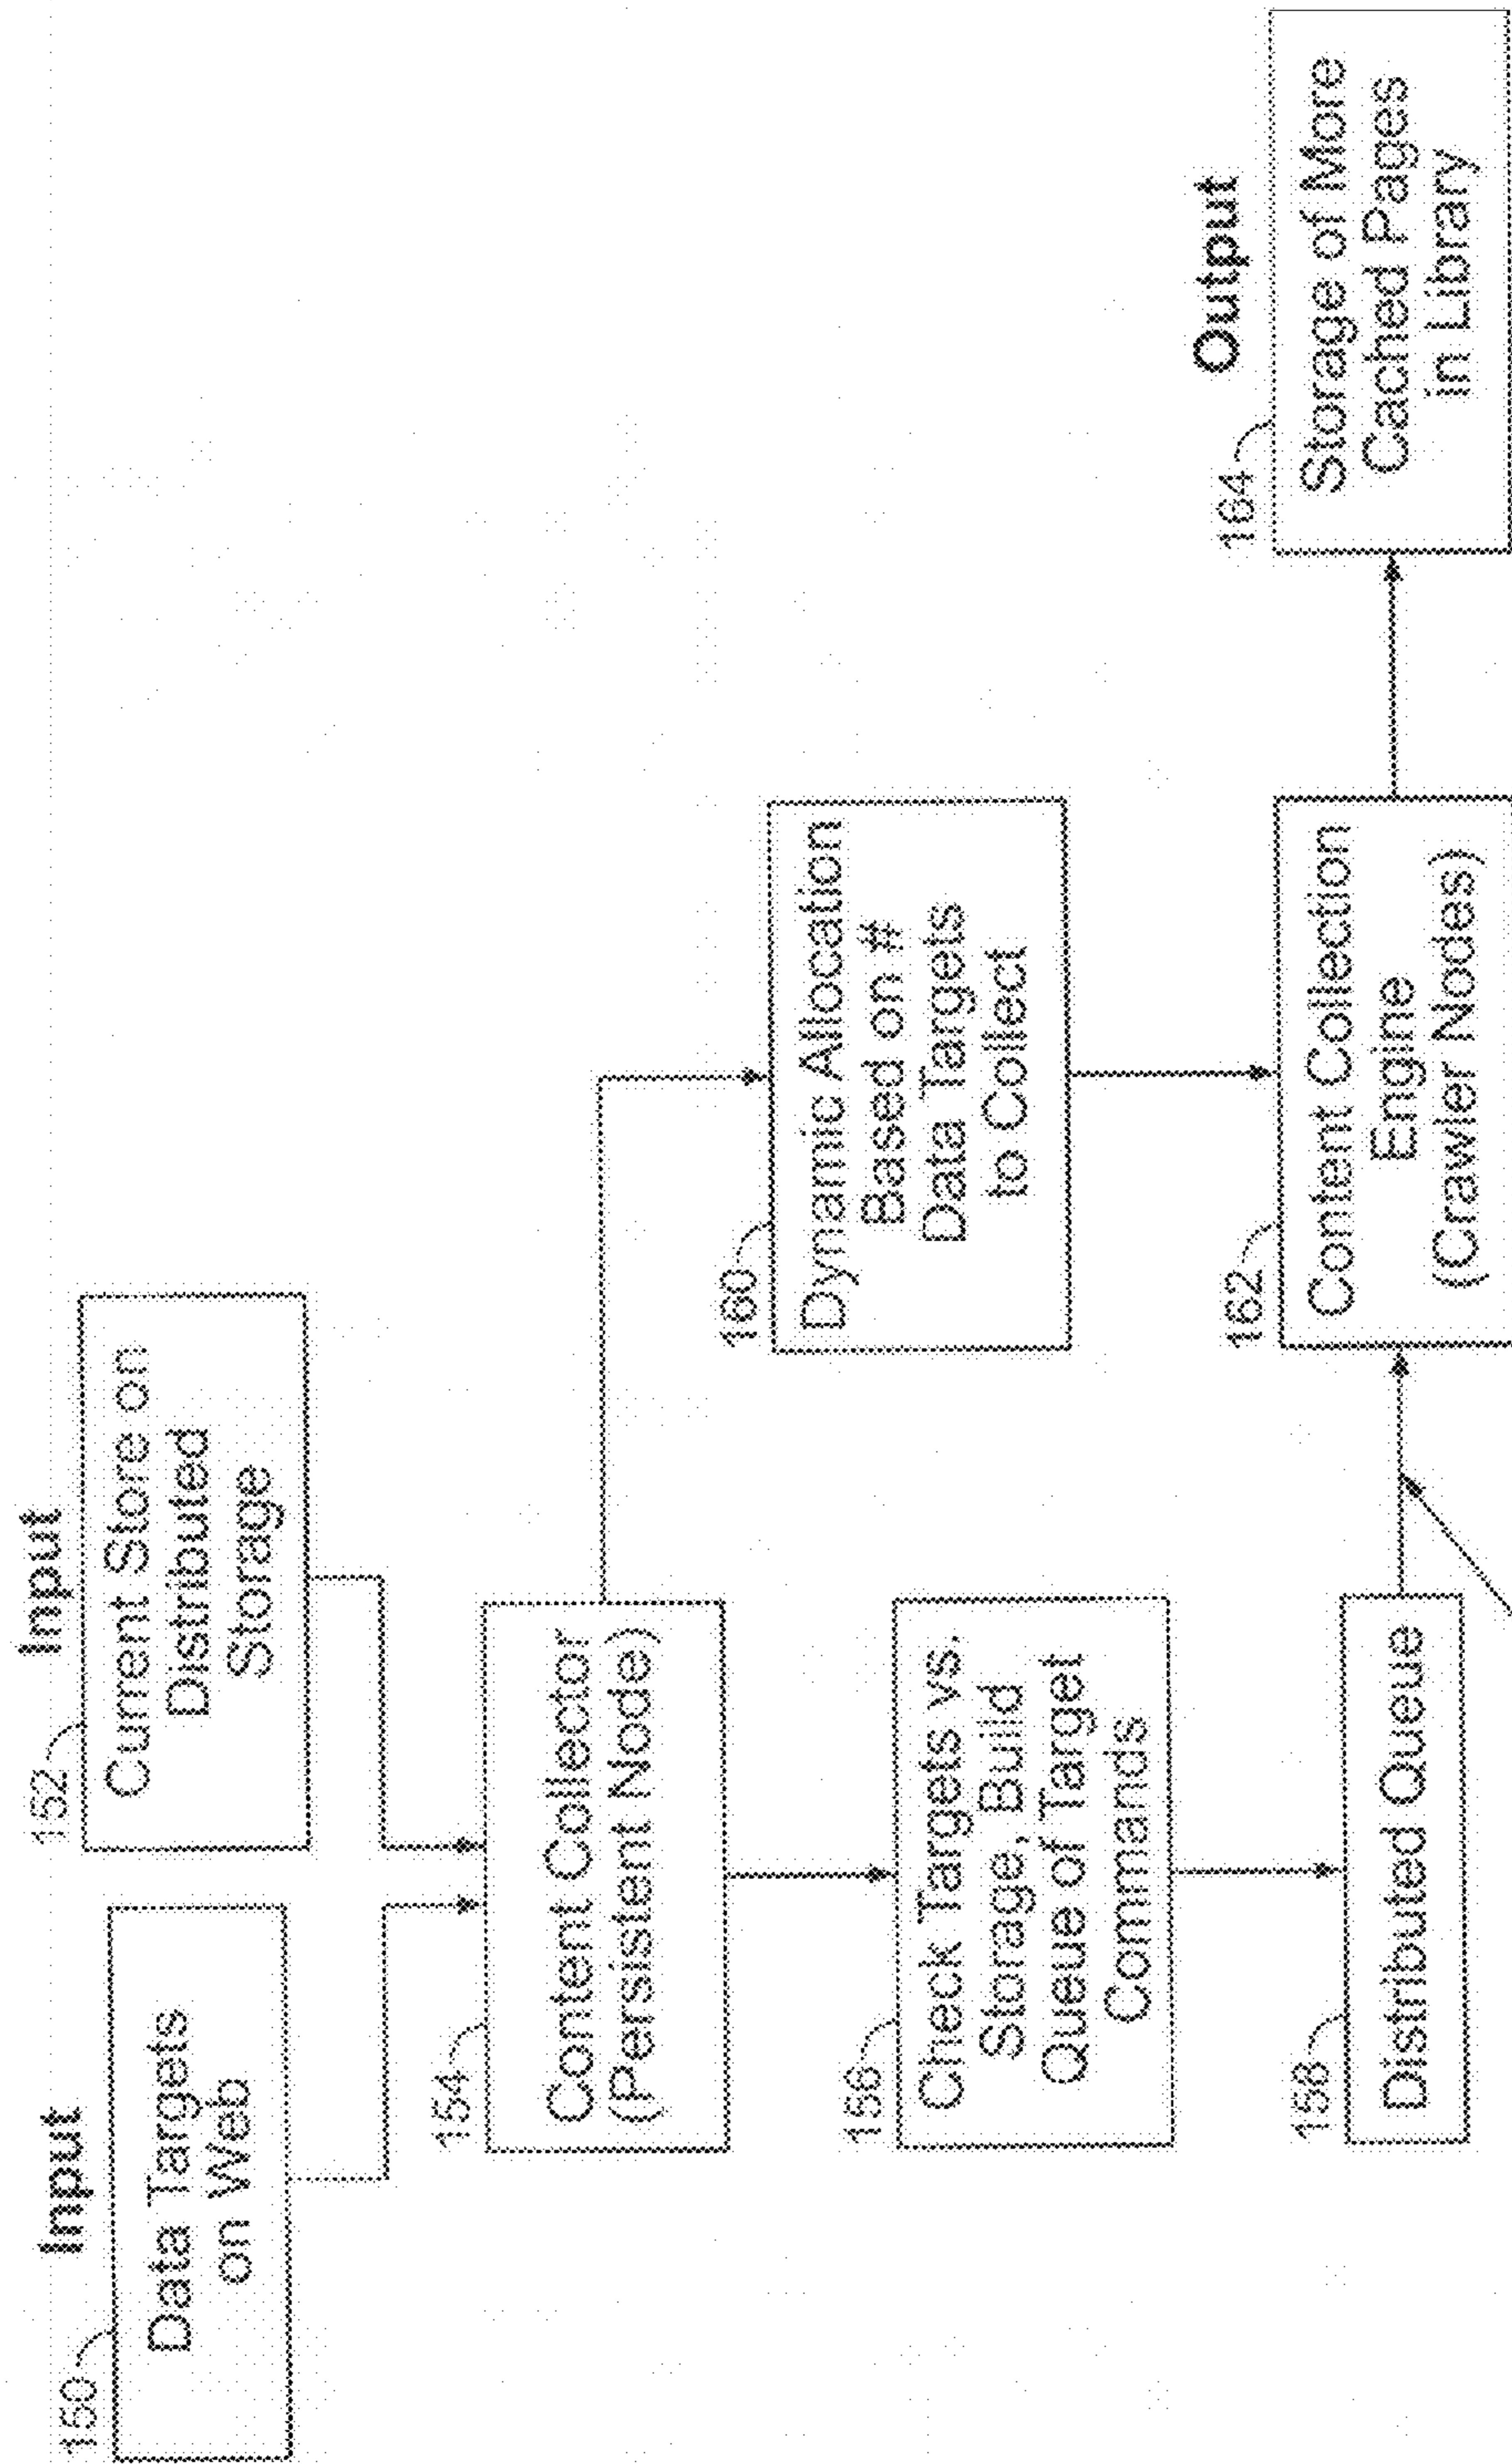 Input
150
Data Targets
on Web
Input
152
Current Store on
Distributed
Storage
154
Content Collector
(Persistent Node)
156
Check Targets vs.
Storage, Build
Queue of Target
Commands
160
Dynamic Allocation
Based on #
Data Targets
to Collect
158
Distributed Queue
162
Content Collection
Engine
(Crawler Nodes)
Output
164
Storage of More
Cached Pages
in Library